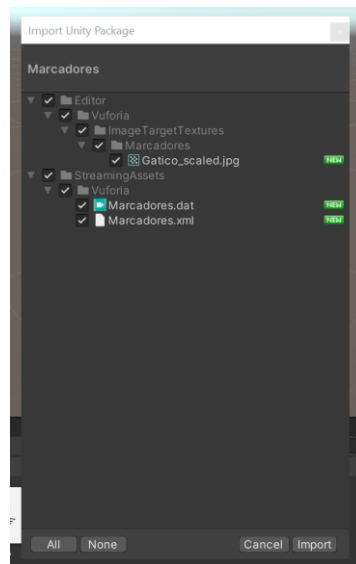 Import Unity Package
Marcadores
Editor
Vuforia
ImageTargetTextures
Marcadores
Gatico_scaled.jpg NEW
StreamingAssets
Vuforia
Marcadores.dat NEW
Marcadores.xml NEW
All None Cancel Import